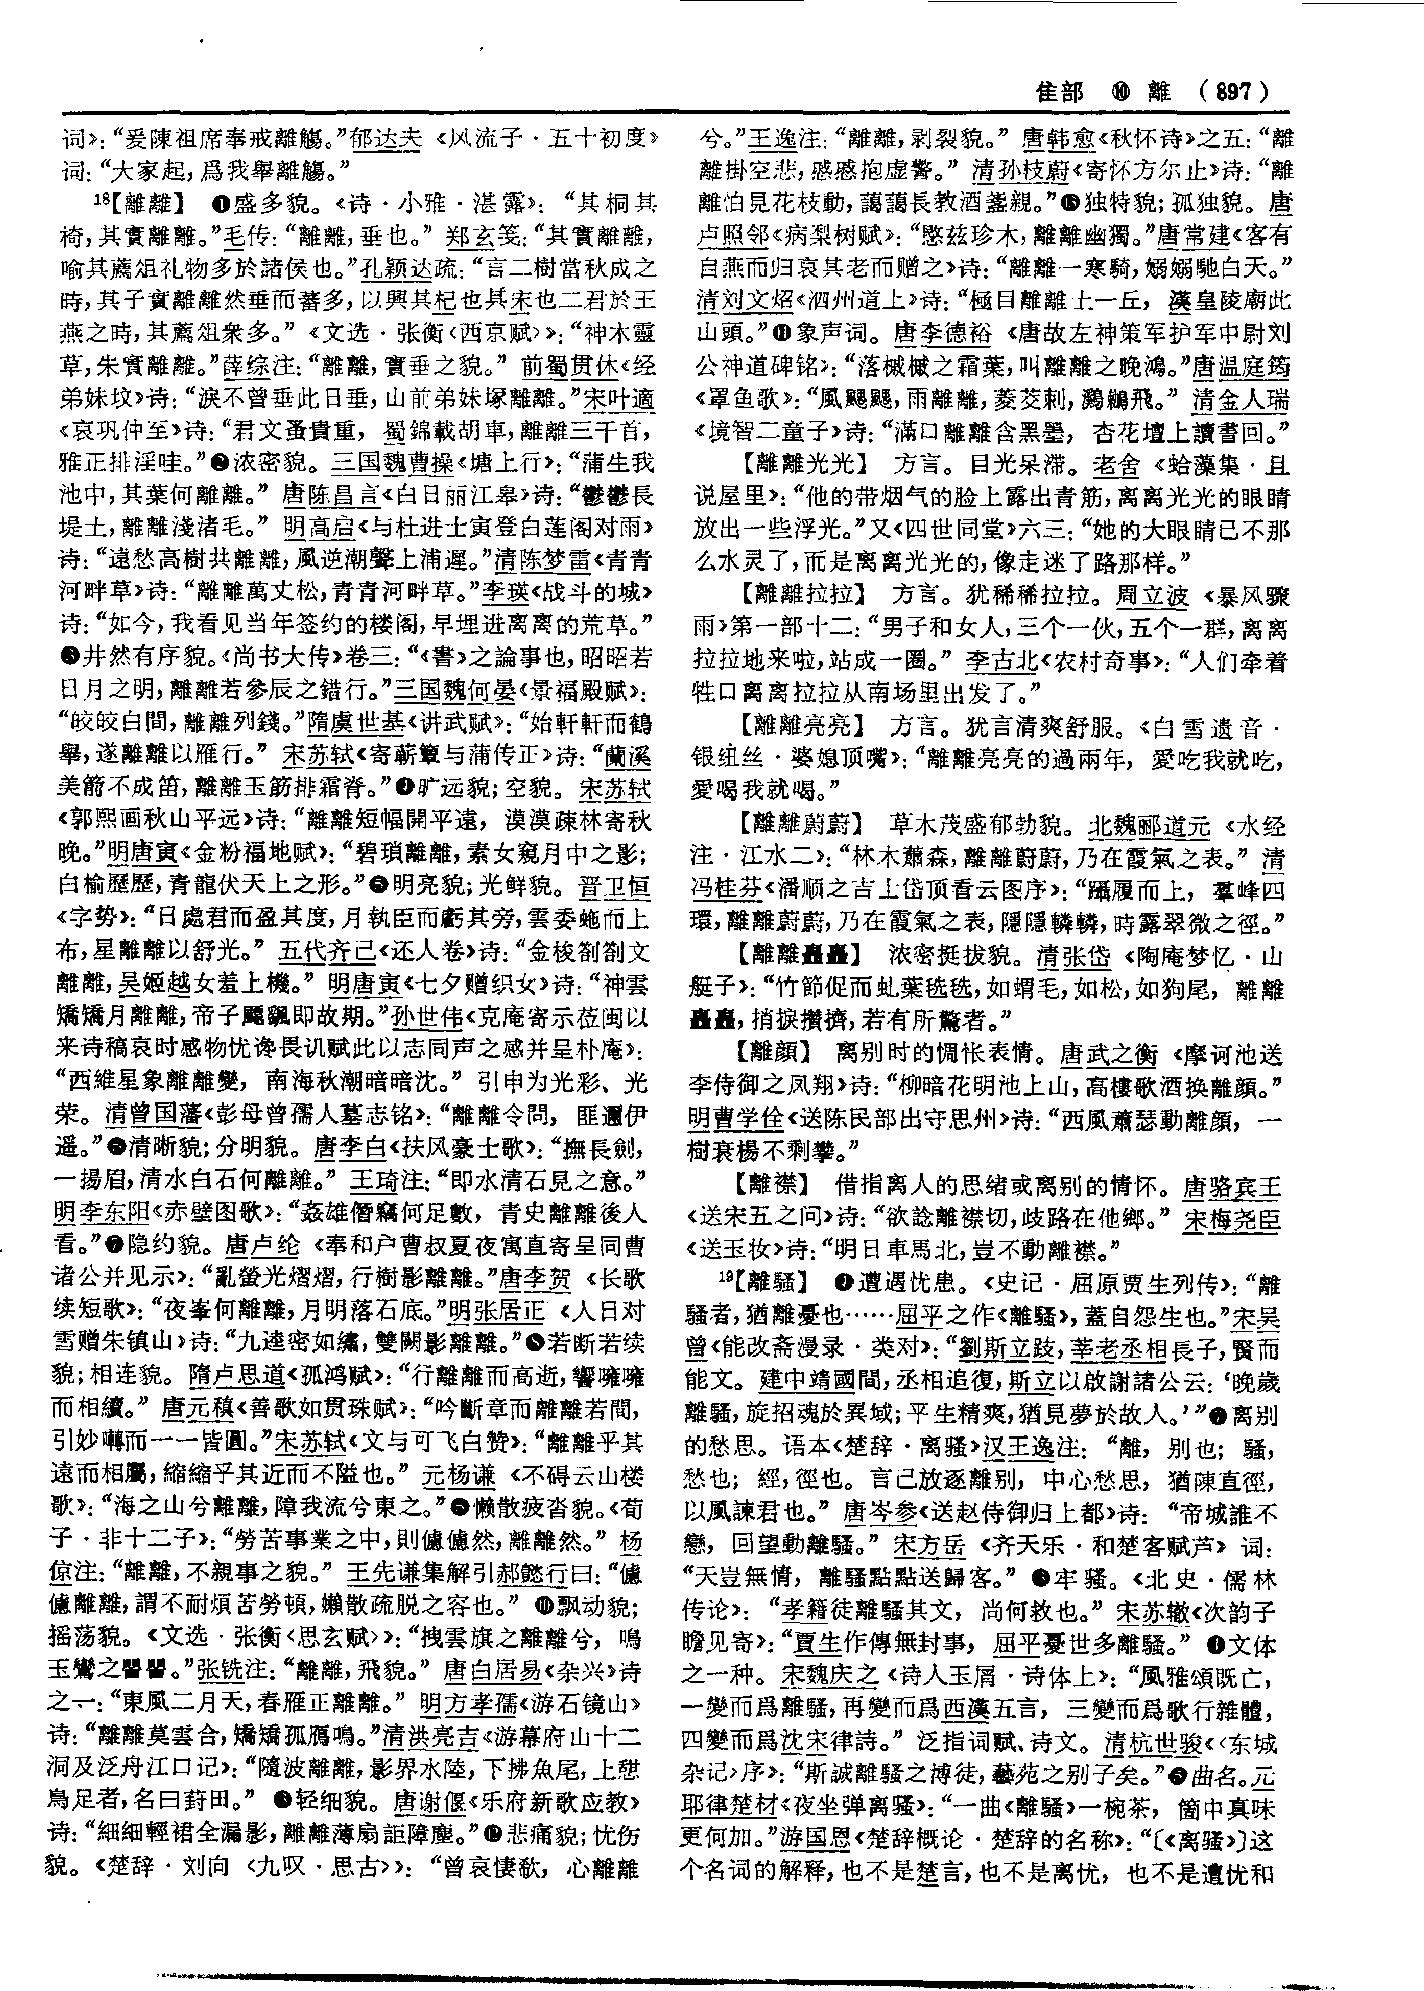 隹部 ⑩ 離 （897）
词》：“爰陳祖席奉戒離觴。”郁达夫《风流子·五十初度》
词：“大家起，爲我舉離觴。”
18【離離】 ❶盛多貌。《诗·小雅·湛露》：“其桐其
椅，其實離離。”毛传：“離離，垂也。”郑玄笺：“其實離離，
喻其薦俎礼物多於諸侯也。”孔颖达疏：“言二樹當秋成之
時，其子實離離然垂而蕃多，以興其杞也其宋也二君於王
燕之時，其薦俎衆多。”《文选·张衡〈西京赋〉》：“神木靈
草，朱實離離。”薛综注：“離離，實垂之貌。”前蜀贯休《经
弟妹坟》诗：“淚不曾垂此日垂，山前弟妹塚離離。”宋叶適
《哀巩仲至》诗：“君文蚤貴重，蜀錦載胡車，離離三千首，
雅正排淫哇。”❷浓密貌。三国魏曹操《塘上行》：“蒲生我
池中，其葉何離離。”唐陈昌言《白日丽江皋》诗：“鬱鬱長
堤土，離離淺渚毛。”明高启《与杜进士寅登白莲阁对雨》
诗：“遠愁高樹共離離，風逆潮聲上浦遲。”清陈梦雷《青青
河畔草》诗：“離離萬丈松，青青河畔草。”李瑛《战斗的城》
诗：“如今，我看见当年签约的楼阁，早埋进离离的荒草。”
❸井然有序貌。《尚书大传》卷三：“《書》之論事也，昭昭若
日月之明，離離若參辰之錯行。”三国魏何晏《景福殿赋》：
“皎皎白間，離離列錢。”隋虞世基《讲武赋》：“始軒軒而鶴
舉，遂離離以雁行。”宋苏轼《寄蕲簟与蒲传正》诗：“蘭溪
美箭不成笛，離離玉筯排霜脊。”❹旷远貌；空貌。宋苏轼
《郭熙画秋山平远》诗：“離離短幅開平遠，漠漠疎林寄秋
晚。”明唐寅《金粉福地赋》：“碧瑣離離，素女窺月中之影；
白榆歷歷，青龍伏天上之形。”❺明亮貌；光鲜貌。晋卫恒
《字势》：“日處君而盈其度，月執臣而虧其旁，雲委蛇而上
布，星離離以舒光。”五代齐己《还人卷》诗：“金梭劄劄文
離離，吴姬越女羞上機。”明唐寅《七夕赠织女》诗：“神雲
矯矯月離離，帝子飄飖即故期。”孙世伟《克庵寄示莅闽以
来诗稿哀时感物忧谗畏讥赋此以志同声之感并呈朴庵》：
“西維星象離離變，南海秋潮暗暗沈。”引申为光彩、光
荣。清曾国藩《彭母曾孺人墓志铭》：“離離令問，匪邇伊
遥。”❻清晰貌；分明貌。唐李白《扶风豪士歌》：“撫長劍，
一揚眉，清水白石何離離。”王琦注：“即水清石見之意。”
明李东阳《赤壁图歌》：“姦雄僭竊何足數，青史離離後人
看。”❼隐约貌。唐卢纶《奉和户曹叔夏夜寓直寄呈同曹
诸公并见示》：“亂螢光熠熠，行樹影離離。”唐李贺《长歌
续短歌》：“夜峯何離離，月明落石底。”明张居正《人日对
雪赠朱镇山》诗：“九逵密如繡，雙闕影離離。”❽若断若续
貌；相连貌。隋卢思道《孤鸿赋》：“行離離而高逝，響嗈嗈
而相續。”唐元稹《善歌如贯珠赋》：“吟斷章而離離若間，
引妙囀而一一皆圓。”宋苏轼《文与可飞白赞》：“離離乎其
遠而相屬，縮縮乎其近而不隘也。”元杨谦《不碍云山楼
歌》：“海之山兮離離，障我流兮東之。”❾懒散疲沓貌。《荀
子·非十二子》：“勞苦事業之中，則儢儢然，離離然。”杨
倞注：“離離，不親事之貌。”王先谦集解引郝懿行曰：“儢
儢離離，謂不耐煩苦勞頓，嬾散疏脱之容也。”❿飘动貌；
摇荡貌。《文选·张衡〈思玄赋〉》：“拽雲旗之離離兮，鳴
玉鸞之譻譻。”张铣注：“離離，飛貌。”唐白居易《杂兴》诗
之一：“東風二月天，春雁正離離。”明方孝孺《游石镜山》
诗：“離離莫雲合，矯矯孤鴈鳴。”清洪亮吉《游幕府山十二
洞及泛舟江口记》：“隨波離離，影界水陸，下拂魚尾，上憇
鳥足者，名曰葑田。”⓫轻细貌。唐谢偃《乐府新歌应教》
诗：“細細輕裙全漏影，離離薄扇詎障塵。”⓬悲痛貌；忧伤
貌。《楚辞·刘向〈九叹·思古〉》：“曾哀悽欷，心離離
兮。”王逸注：“離離，剥裂貌。”唐韩愈《秋怀诗》之五：“離
離掛空悲，慼慼抱虚警。”清孙枝蔚《寄怀方尔止》诗：“離
離怕見花枝動，藹藹長教酒盞親。”⓭独特貌；孤独貌。唐
卢照邻《病梨树赋》：“愍兹珍木，離離幽獨。”唐常建《客有
自燕而归哀其老而赠之》诗：“離離一寒騎，嫋嫋馳白天。”
清刘文炤《泗州道上》诗：“極目離離土一丘，漢皇陵廟此
山頭。”⓮象声词。唐李德裕《唐故左神策军护军中尉刘
公神道碑铭》：“落槭槭之霜葉，叫離離之晚鴻。”唐温庭筠
《罩鱼歌》：“風颸颸，雨離離，菱茭刺，鸂鶒飛。”清金人瑞
《境智二童子》诗：“滿口離離含黑墨，杏花壇上讀書回。”
【離離光光】 方言。目光呆滞。老舍《蛤藻集·且
说屋里》：“他的带烟气的脸上露出青筋，离离光光的眼睛
放出一些浮光。”又《四世同堂》六三：“她的大眼睛已不那
么水灵了，而是离离光光的，像走迷了路那样。”
【離離拉拉】 方言。犹稀稀拉拉。周立波《暴风骤
雨》第一部十二：“男子和女人，三个一伙，五个一群，离离
拉拉地来啦，站成一圈。”李古北《农村奇事》：“人们牵着
牲口离离拉拉从南场里出发了。”
【離離亮亮】 方言。犹言清爽舒服。《白雪遗音·
银纽丝·婆媳顶嘴》：“離離亮亮的過兩年，愛吃我就吃，
愛喝我就喝。”
【離離蔚蔚】 草木茂盛郁勃貌。北魏郦道元《水经
注·江水二》：“林木蕭森，離離蔚蔚，乃在霞氣之表。”清
冯桂芬《潘顺之吉上岱顶看云图序》：“躡履而上，羣峰四
環，離離蔚蔚，乃在霞氣之表，隱隱轔轔，時露翠微之徑。”
【離離矗矗】 浓密挺拔貌。清张岱《陶庵梦忆·山
艇子》：“竹節促而虬葉毨毨，如蝟毛，如松，如狗尾，離離
矗矗，捎捩攢擠，若有所驚者。”
【離顔】 离别时的惆怅表情。唐武之衡《摩诃池送
李侍御之凤翔》诗：“柳暗花明池上山，高樓歌酒换離顔。”
明曹学佺《送陈民部出守思州》诗：“西風蕭瑟動離顔，一
樹衰楊不剩攀。”
【離襟】 借指离人的思绪或离别的情怀。唐骆宾王
《送宋五之问》诗：“欲諗離襟切，歧路在他鄉。”宋梅尧臣
《送玉妆》诗：“明日車馬北，豈不動離襟。”
19【離騷】 ❶遭遇忧患。《史记·屈原贾生列传》：“離
騷者，猶離憂也……屈平之作《離騷》，蓋自怨生也。”宋吴
曾《能改斋漫录·类对》：“劉斯立跂，莘老丞相長子，賢而
能文。建中靖國間，丞相追復，斯立以啟謝諸公云：‘晚歲
離騷，旋招魂於異域；平生精爽，猶見夢於故人。’”❷离别
的愁思。语本《楚辞·离骚》汉王逸注：“離，别也；騷，
愁也；經，徑也。言己放逐離别，中心愁思，猶陳直徑，
以風諫君也。”唐岑参《送赵侍御归上都》诗：“帝城誰不
戀，回望動離騷。”宋方岳《齐天乐·和楚客赋芦》词：
“天豈無情，離騷點點送歸客。”❸牢骚。《北史·儒林
传论》：“孝籍徒離騷其文，尚何救也。”宋苏辙《次韵子
瞻见寄》：“賈生作傳無封事，屈平憂世多離騷。”❹文体
之一种。宋魏庆之《诗人玉屑·诗体上》：“風雅頌既亡，
一變而爲離騷，再變而爲西漢五言，三變而爲歌行雜體，
四變而爲沈宋律詩。”泛指词赋、诗文。清杭世骏《〈东城
杂记〉序》：“斯誠離騷之博徒，藝苑之别子矣。”❺曲名。元
耶律楚材《夜坐弹离骚》：“一曲《離騷》一椀茶，箇中真味
更何加。”游国恩《楚辞概论·楚辞的名称》：“〔《离骚》〕这
个名词的解释，也不是楚言，也不是离忧，也不是遭忧和